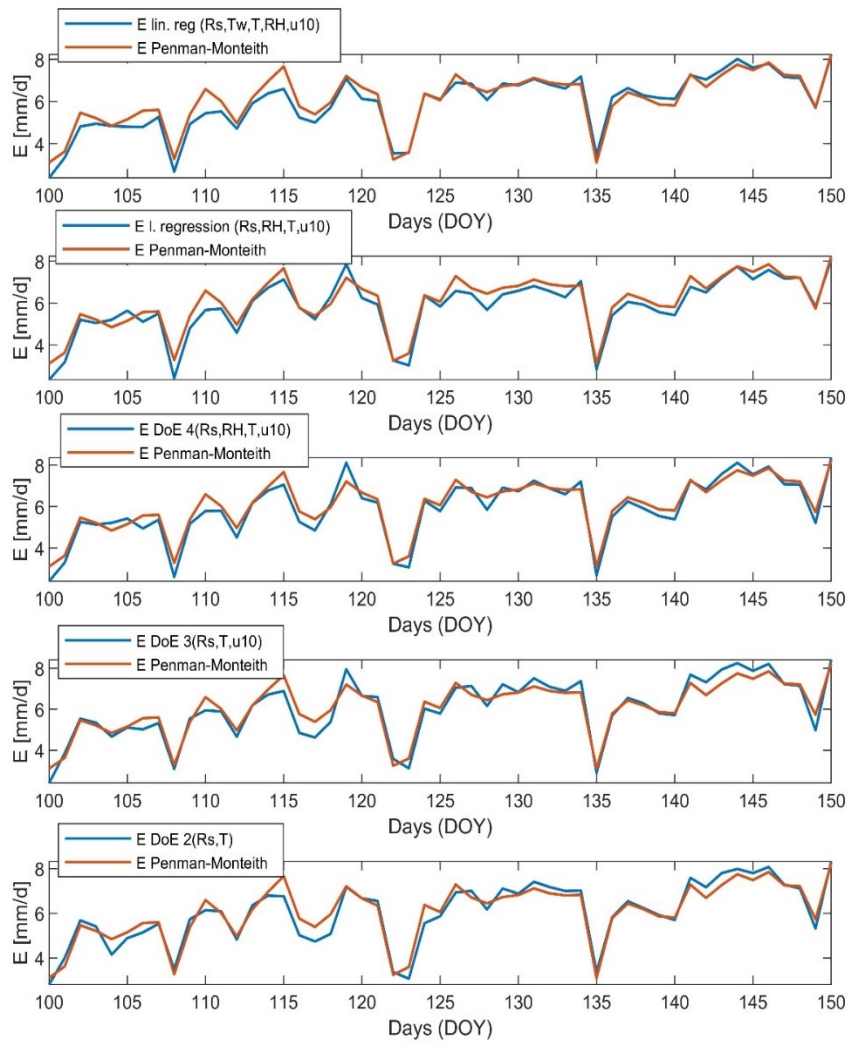 E lin. reg (Rs,Tw,T,RH,u10)
E Penman-Monteith
E [mm/d]
8
6
4
100 105 110 115 120 125 130 135 140 145 150
Days (DOY)
E l. regression (Rs,RH,T,u10)
E Penman-Monteith
E [mm/d]
8
6
4
100 105 110 115 120 125 130 135 140 145 150
Days (DOY)
E DoE 4(Rs,RH,T,u10)
E Penman-Monteith
E [mm/d]
8
6
4
100 105 110 115 120 125 130 135 140 145 150
Days (DOY)
E DoE 3(Rs,T,u10)
E Penman-Monteith
E [mm/d]
8
6
4
100 105 110 115 120 125 130 135 140 145 150
Days (DOY)
E DoE 2(Rs,T)
E Penman-Monteith
E [mm/d]
8
6
4
100 105 110 115 120 125 130 135 140 145 150
Days (DOY)